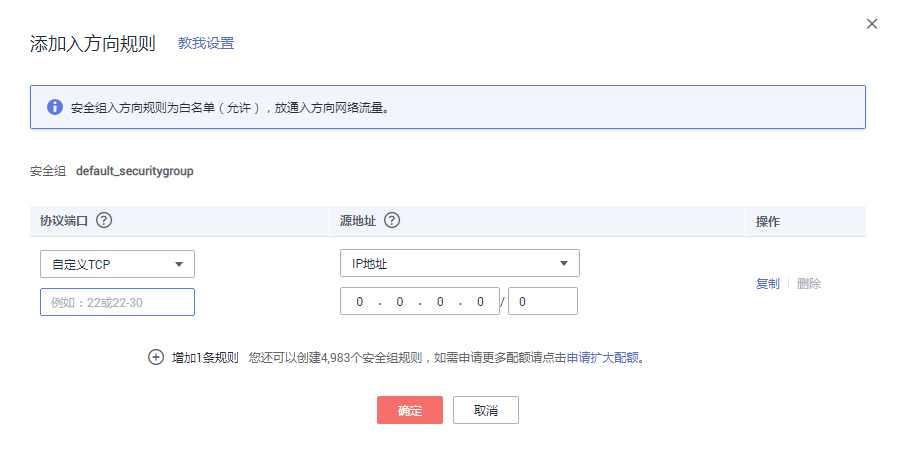 添加入方向规则 教我设置
安全组入方向规则为白名单（允许），放通入方向网络流量。
安全组 default_securitygroup
协议端口 ? 源地址 ? 操作
自定义TCP IP地址
例如：22或22-30 0 . 0 . 0 . 0 / 0 复制 删除
增加1条规则 您还可以创建4,983个安全组规则，如需申请更多配额请点击申请扩大配额。
确定 取消